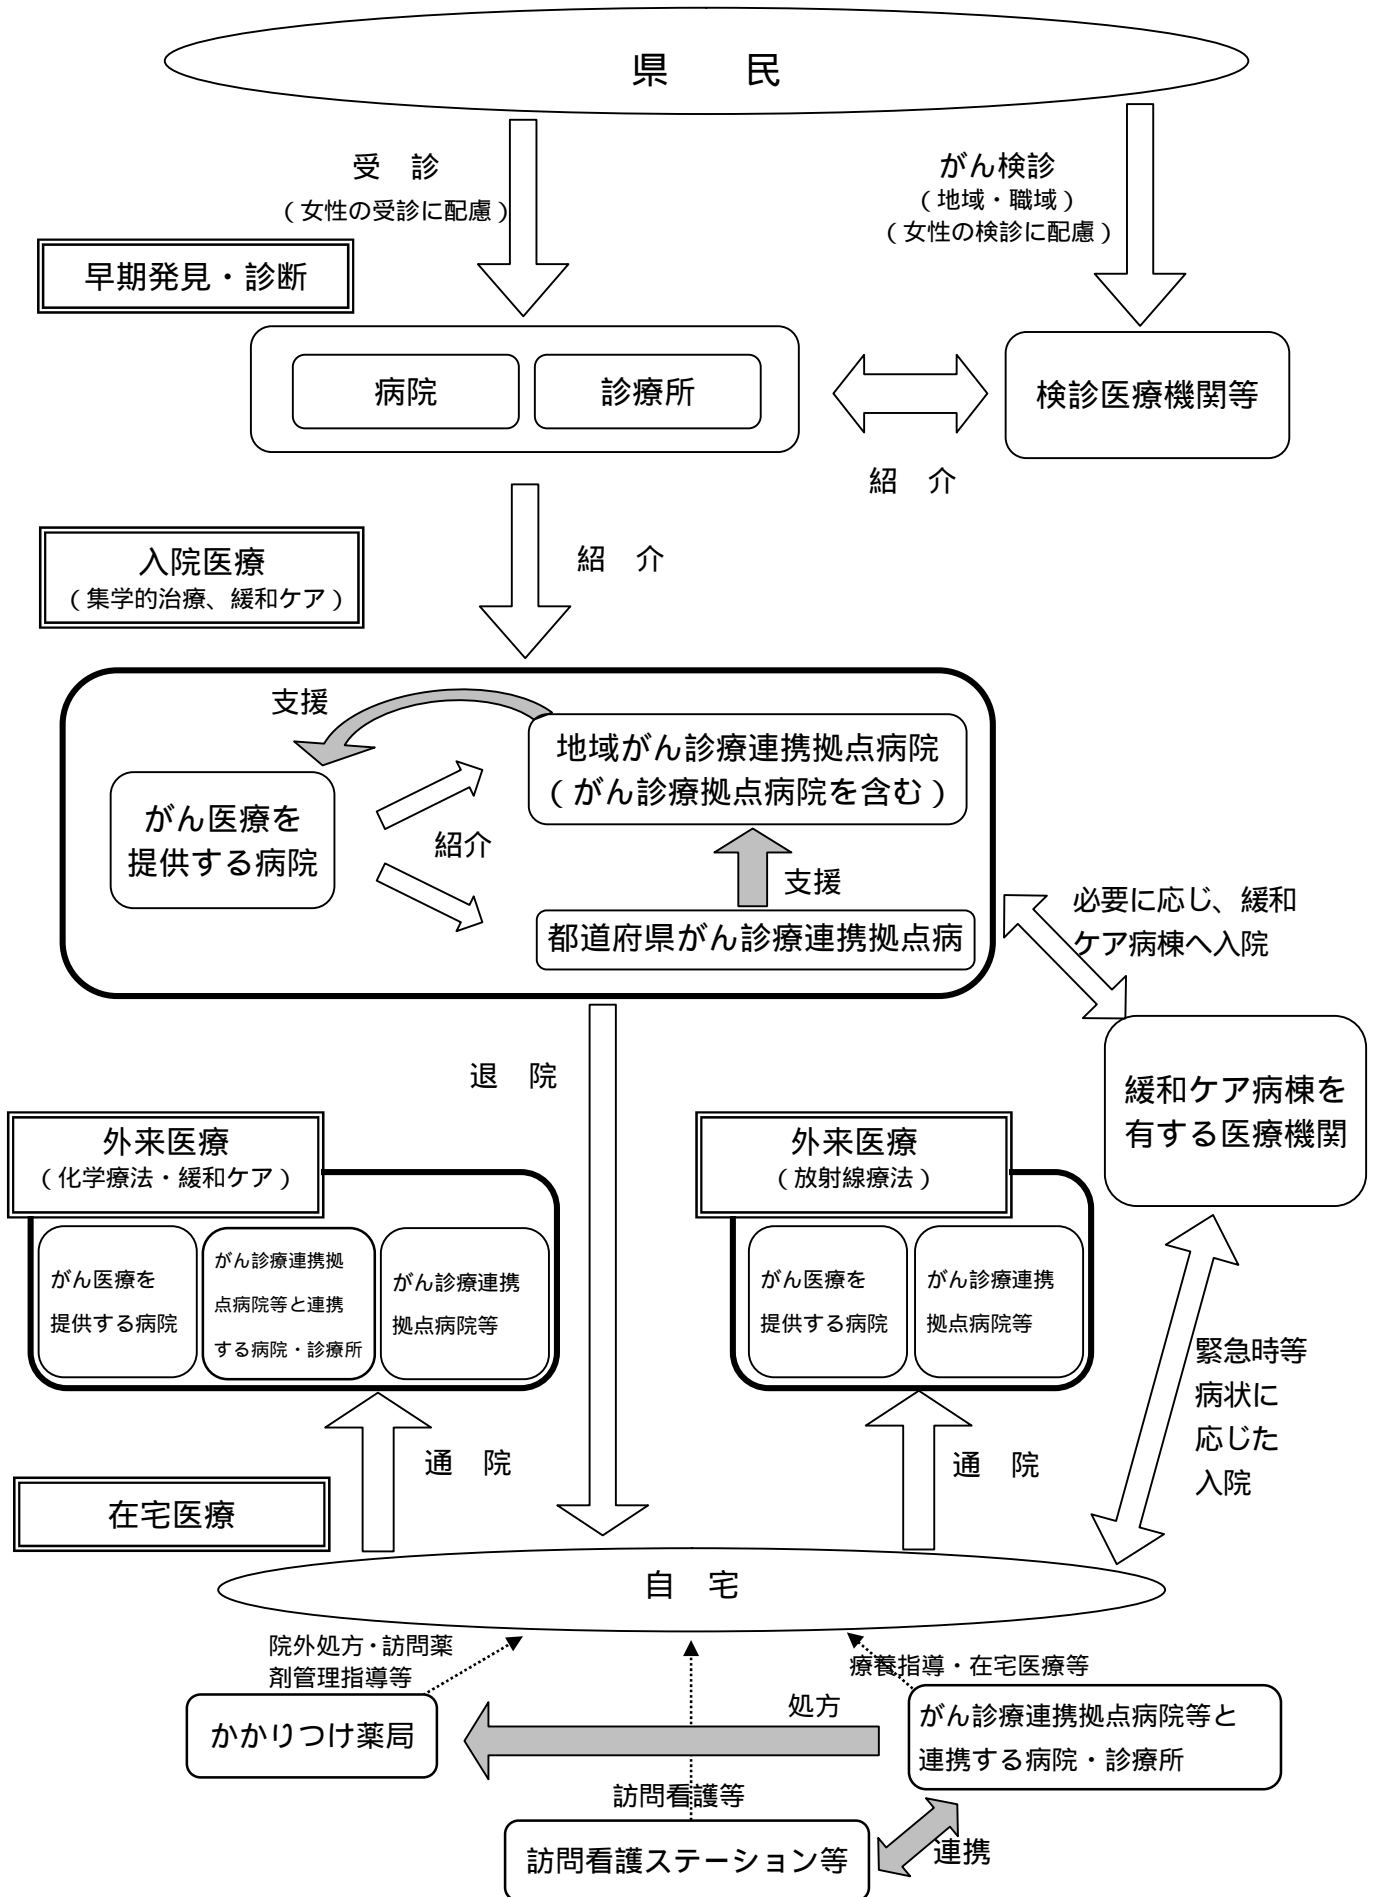 県　　民
受　診
（女性の受診に配慮）
がん検診
（地域・職域）
（女性の検診に配慮）
早期発見・診断
病院
診療所
検診医療機関等
紹　介
入院医療
（集学的治療、緩和ケア）
紹　介
支援
地域がん診療連携拠点病院
（がん診療拠点病院を含む）
がん医療を
提供する病院
紹介
支援
都道府県がん診療連携拠点病
必要に応じ、緩和
ケア病棟へ入院
緩和ケア病棟を
有する医療機関
退　院
外来医療
（化学療法・緩和ケア）
がん医療を
提供する病院
がん診療連携拠
点病院等と連携
する病院・診療所
がん診療連携
拠点病院等
外来医療
（放射線療法）
がん医療を
提供する病院
がん診療連携
拠点病院等
緊急時等
病状に
応じた
入院
通　院
通　院
在宅医療
自　宅
院外処方・訪問薬
剤管理指導等
療養指導・在宅医療等
かかりつけ薬局
処方
がん診療連携拠点病院等と
連携する病院・診療所
訪問看護等
訪問看護ステーション等
連携